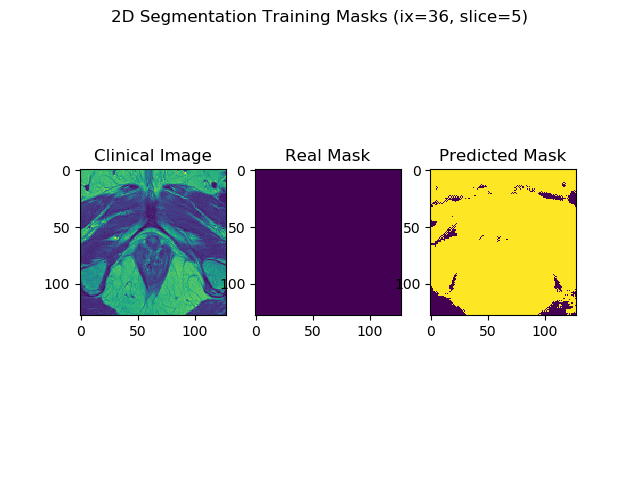 2D Segmentation Training Masks (ix=36, slice=5)
Clinical Image Real Mask Predicted Mask
0 0 0
50 50 50
100 100 100
0 50 100 0 50 100 0 50 100